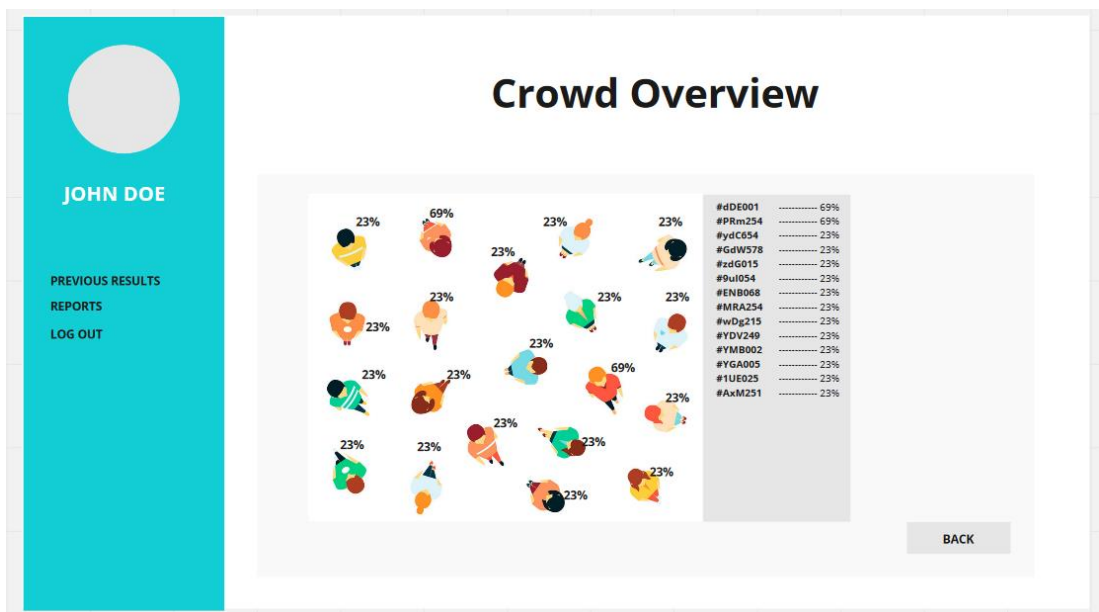 Crowd Overview
JOHN DOE
PREVIOUS RESULTS
REPORTS
LOG OUT
23%
69%
23%
23%
23%
23%
23%
23%
23%
23%
23%
23%
69%
23%
23%
23%
23%
23%
23%
23%
#dDE001 ------------ 69%
#PRm254 ------------ 69%
#ydC654 ------------ 23%
#GdW578 ------------ 23%
#zdG015 ------------ 23%
#9uI054 ------------ 23%
#ENB068 ------------ 23%
#MRA254 ------------ 23%
#wDg215 ------------ 23%
#YDV249 ------------ 23%
#YMB002 ------------ 23%
#YGA005 ------------ 23%
#1UE025 ------------ 23%
#AxM251 ------------ 23%
BACK